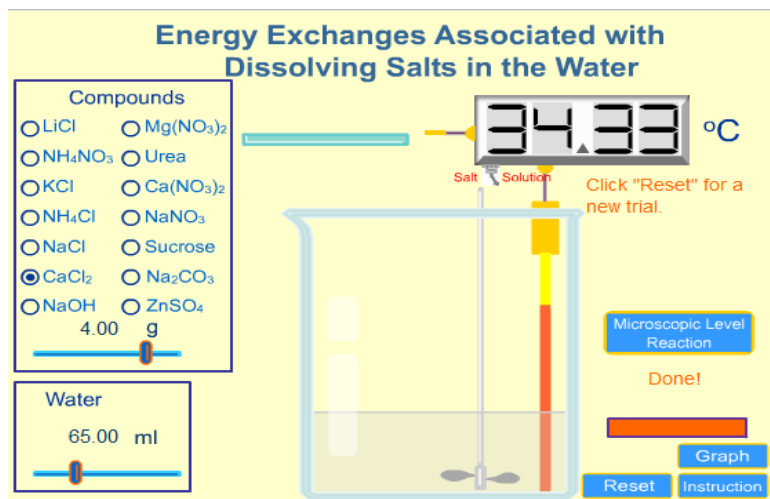 Energy Exchanges Associated with
Dissolving Salts in the Water
Compounds
LiCl Mg(NO₃)₂
NH₄NO₃ Urea
KCl Ca(NO₃)₂
NH₄Cl NaNO₃
NaCl Sucrose
CaCl₂ Na₂CO₃
NaOH ZnSO₄
4.00 g
Water
65.00 ml
34.33 ºC
Salt Solution
Click "Reset" for a
new trial.
Microscopic Level
Reaction
Done!
Graph
Reset Instruction